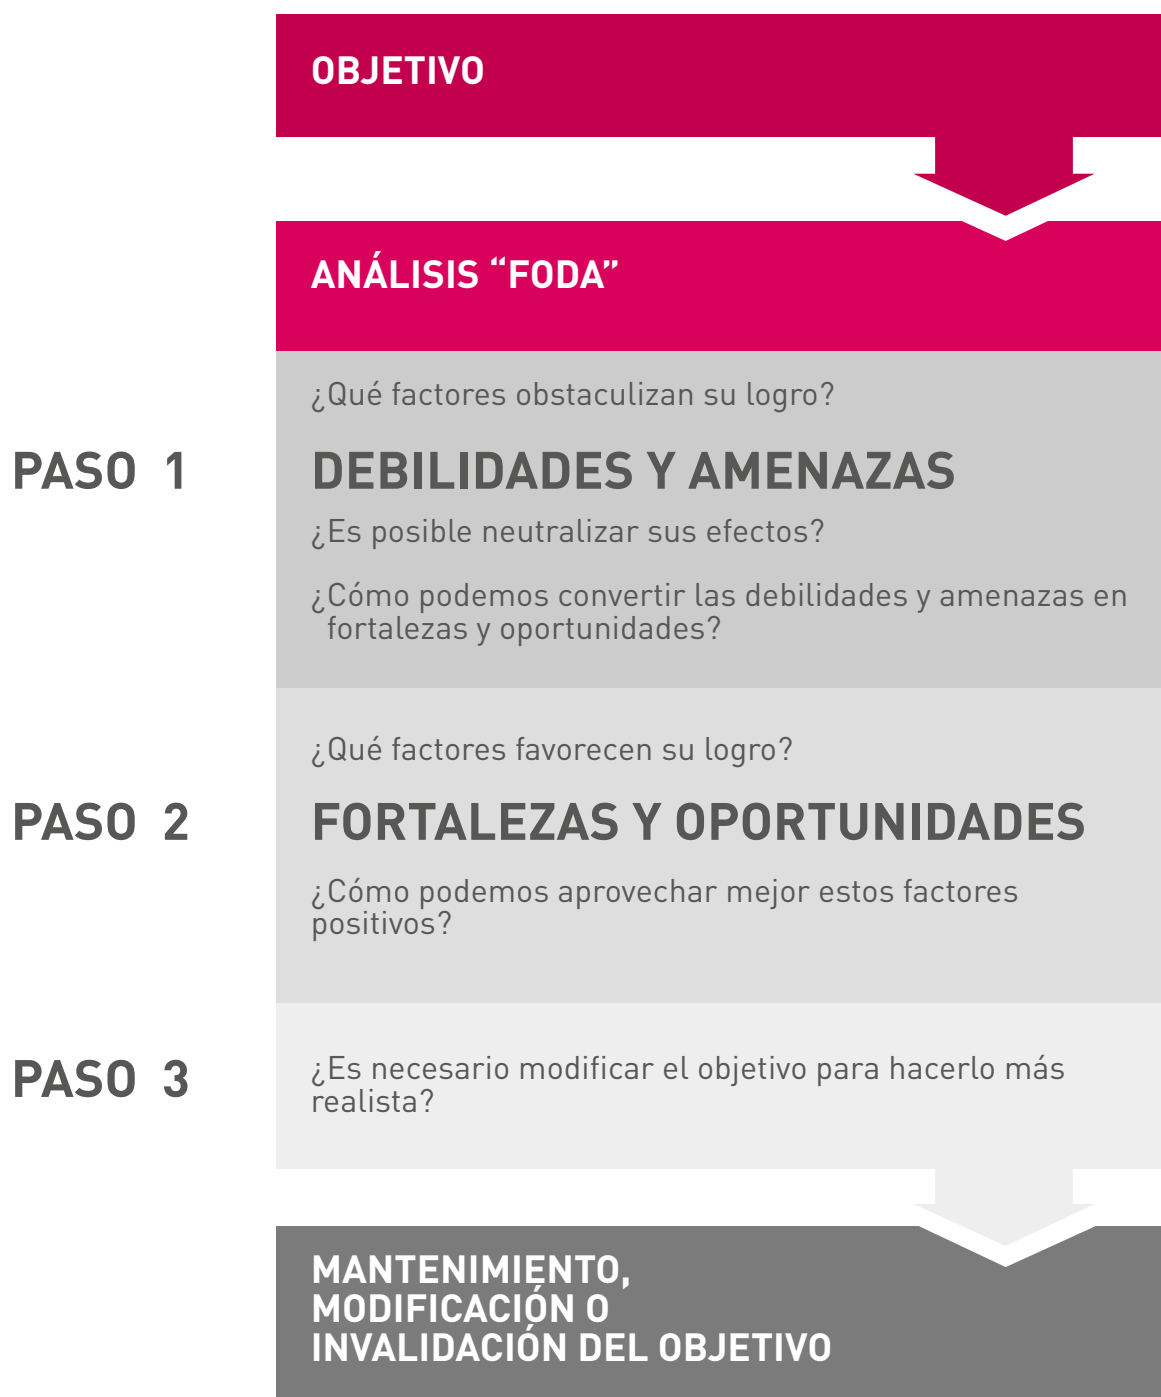 OBJETIVO
ANÁLISIS “FODA”
¿Qué factores obstaculizan su logro?
PASO 1
DEBILIDADES Y AMENAZAS
¿Es posible neutralizar sus efectos?
¿Cómo podemos convertir las debilidades y amenazas en
fortalezas y oportunidades?
¿Qué factores favorecen su logro?
PASO 2
FORTALEZAS Y OPORTUNIDADES
¿Cómo podemos aprovechar mejor estos factores
positivos?
PASO 3
¿Es necesario modificar el objetivo para hacerlo más
realista?
MANTENIMIENTO,
MODIFICACIÓN O
INVALIDACIÓN DEL OBJETIVO